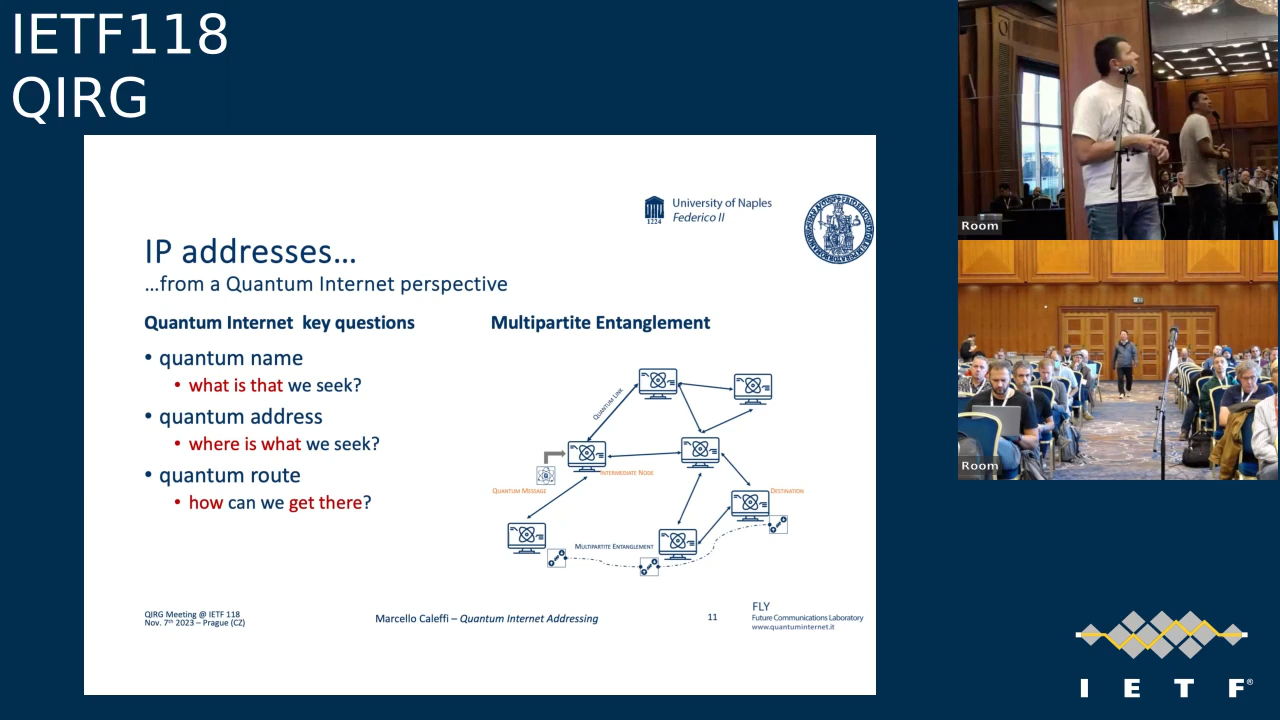 IETF118
QIRG
University of Naples
Federico II
1224
IP addresses...
...from a Quantum Internet perspective
Quantum Internet key questions
• quantum name
• what is that we seek?
• quantum address
• where is what we seek?
• quantum route
• how can we get there?
Multipartite Entanglement
QUANTUM LINK
INTERMEDIATE NODE
QUANTUM MESSAGE
DESTINATION
MULTIPARTITE ENTANGLEMENT
QIRG Meeting @ IETF 118
Nov. 7th 2023 – Prague (CZ)
Marcello Caleffi – Quantum Internet Addressing
11
FLY
Future Communications Laboratory
www.quantuminternet.it
Room
Room
I E T F®